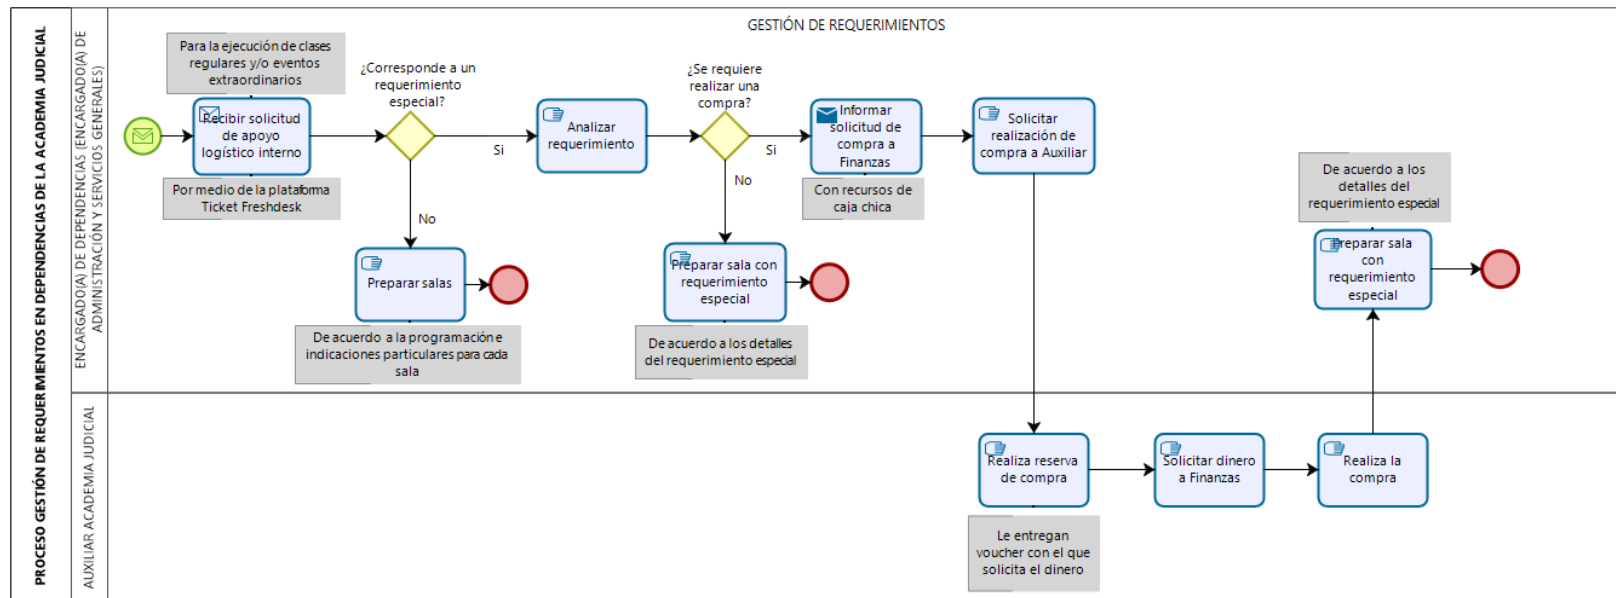 GESTIÓN DE REQUERIMIENTOS
PROCESO GESTIÓN DE REQUERIMIENTOS EN DEPENDENCIAS DE LA ACADEMIA JUDICIAL
ENCARGADO(A) DE DEPENDENCIAS (ENCARGADO(A) DE
ADMINISTRACIÓN Y SERVICIOS GENERALES)
Para la ejecución de clases
regulares y/o eventos
extraordinarios
Recibir solicitud
de apoyo
logístico interno
Por medio de la plataforma
Ticket Freshdesk
¿Corresponde a un
requerimiento
especial?
Si
No
Preparar salas
De acuerdo a la programación e
indicaciones particulares para cada
sala
Analizar
requerimiento
¿Se requiere
realizar una
compra?
Si
No
Preparar sala con
requerimiento
especial
De acuerdo a los detalles
del requerimiento especial
Informar
solicitud de
compra a
Finanzas
Con recursos de
caja chica
Solicitar
realización de
compra a Auxiliar
De acuerdo a los
detalles del
requerimiento especial
Preparar sala
con
requerimiento
especial
AUXILIAR ACADEMIA JUDICIAL
Realiza reserva
de compra
Le entregan
voucher con el que
solicita el dinero
Solicitar dinero
a Finanzas
Realiza la
compra